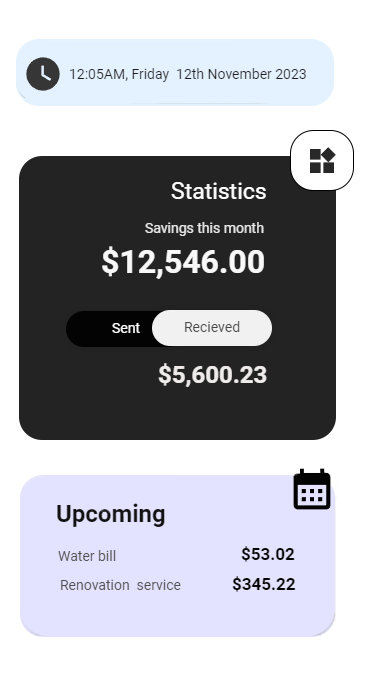 12:05AM, Friday  12th November 2023
Statistics
Savings this month
$12,546.00
Sent Recieved
$5,600.23
Upcoming
Water bill $53.02
Renovation  service $345.22